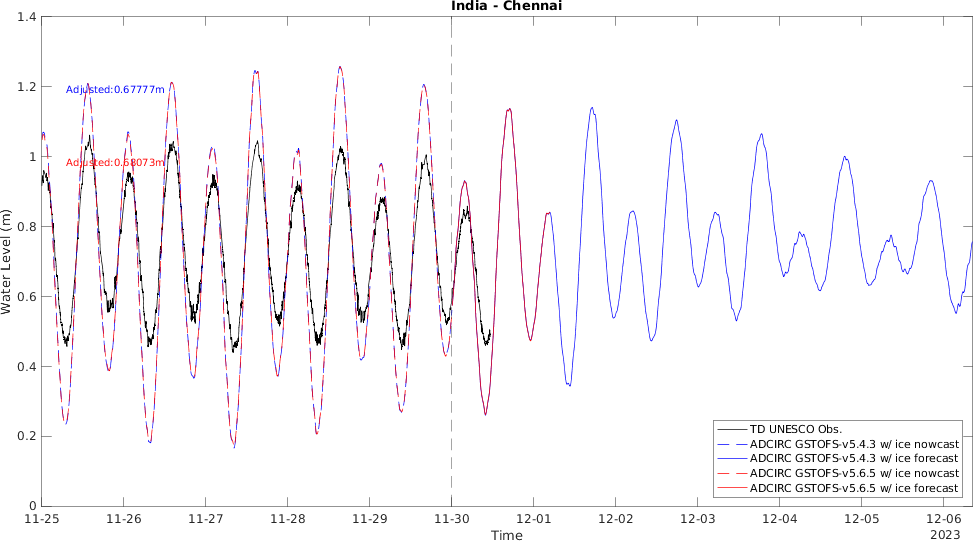 India - Chennai
1.4
1.2
1
0.8
0.6
0.4
0.2
0
Water Level (m)
Adjusted:0.67777m
Adjusted:0.68073m
TD UNESCO Obs.
ADCIRC GSTOFS-v5.4.3 w/ ice nowcast
ADCIRC GSTOFS-v5.4.3 w/ ice forecast
ADCIRC GSTOFS-v5.6.5 w/ ice nowcast
ADCIRC GSTOFS-v5.6.5 w/ ice forecast
11-25 11-26 11-27 11-28 11-29 11-30 12-01 12-02 12-03 12-04 12-05 12-06
2023
Time